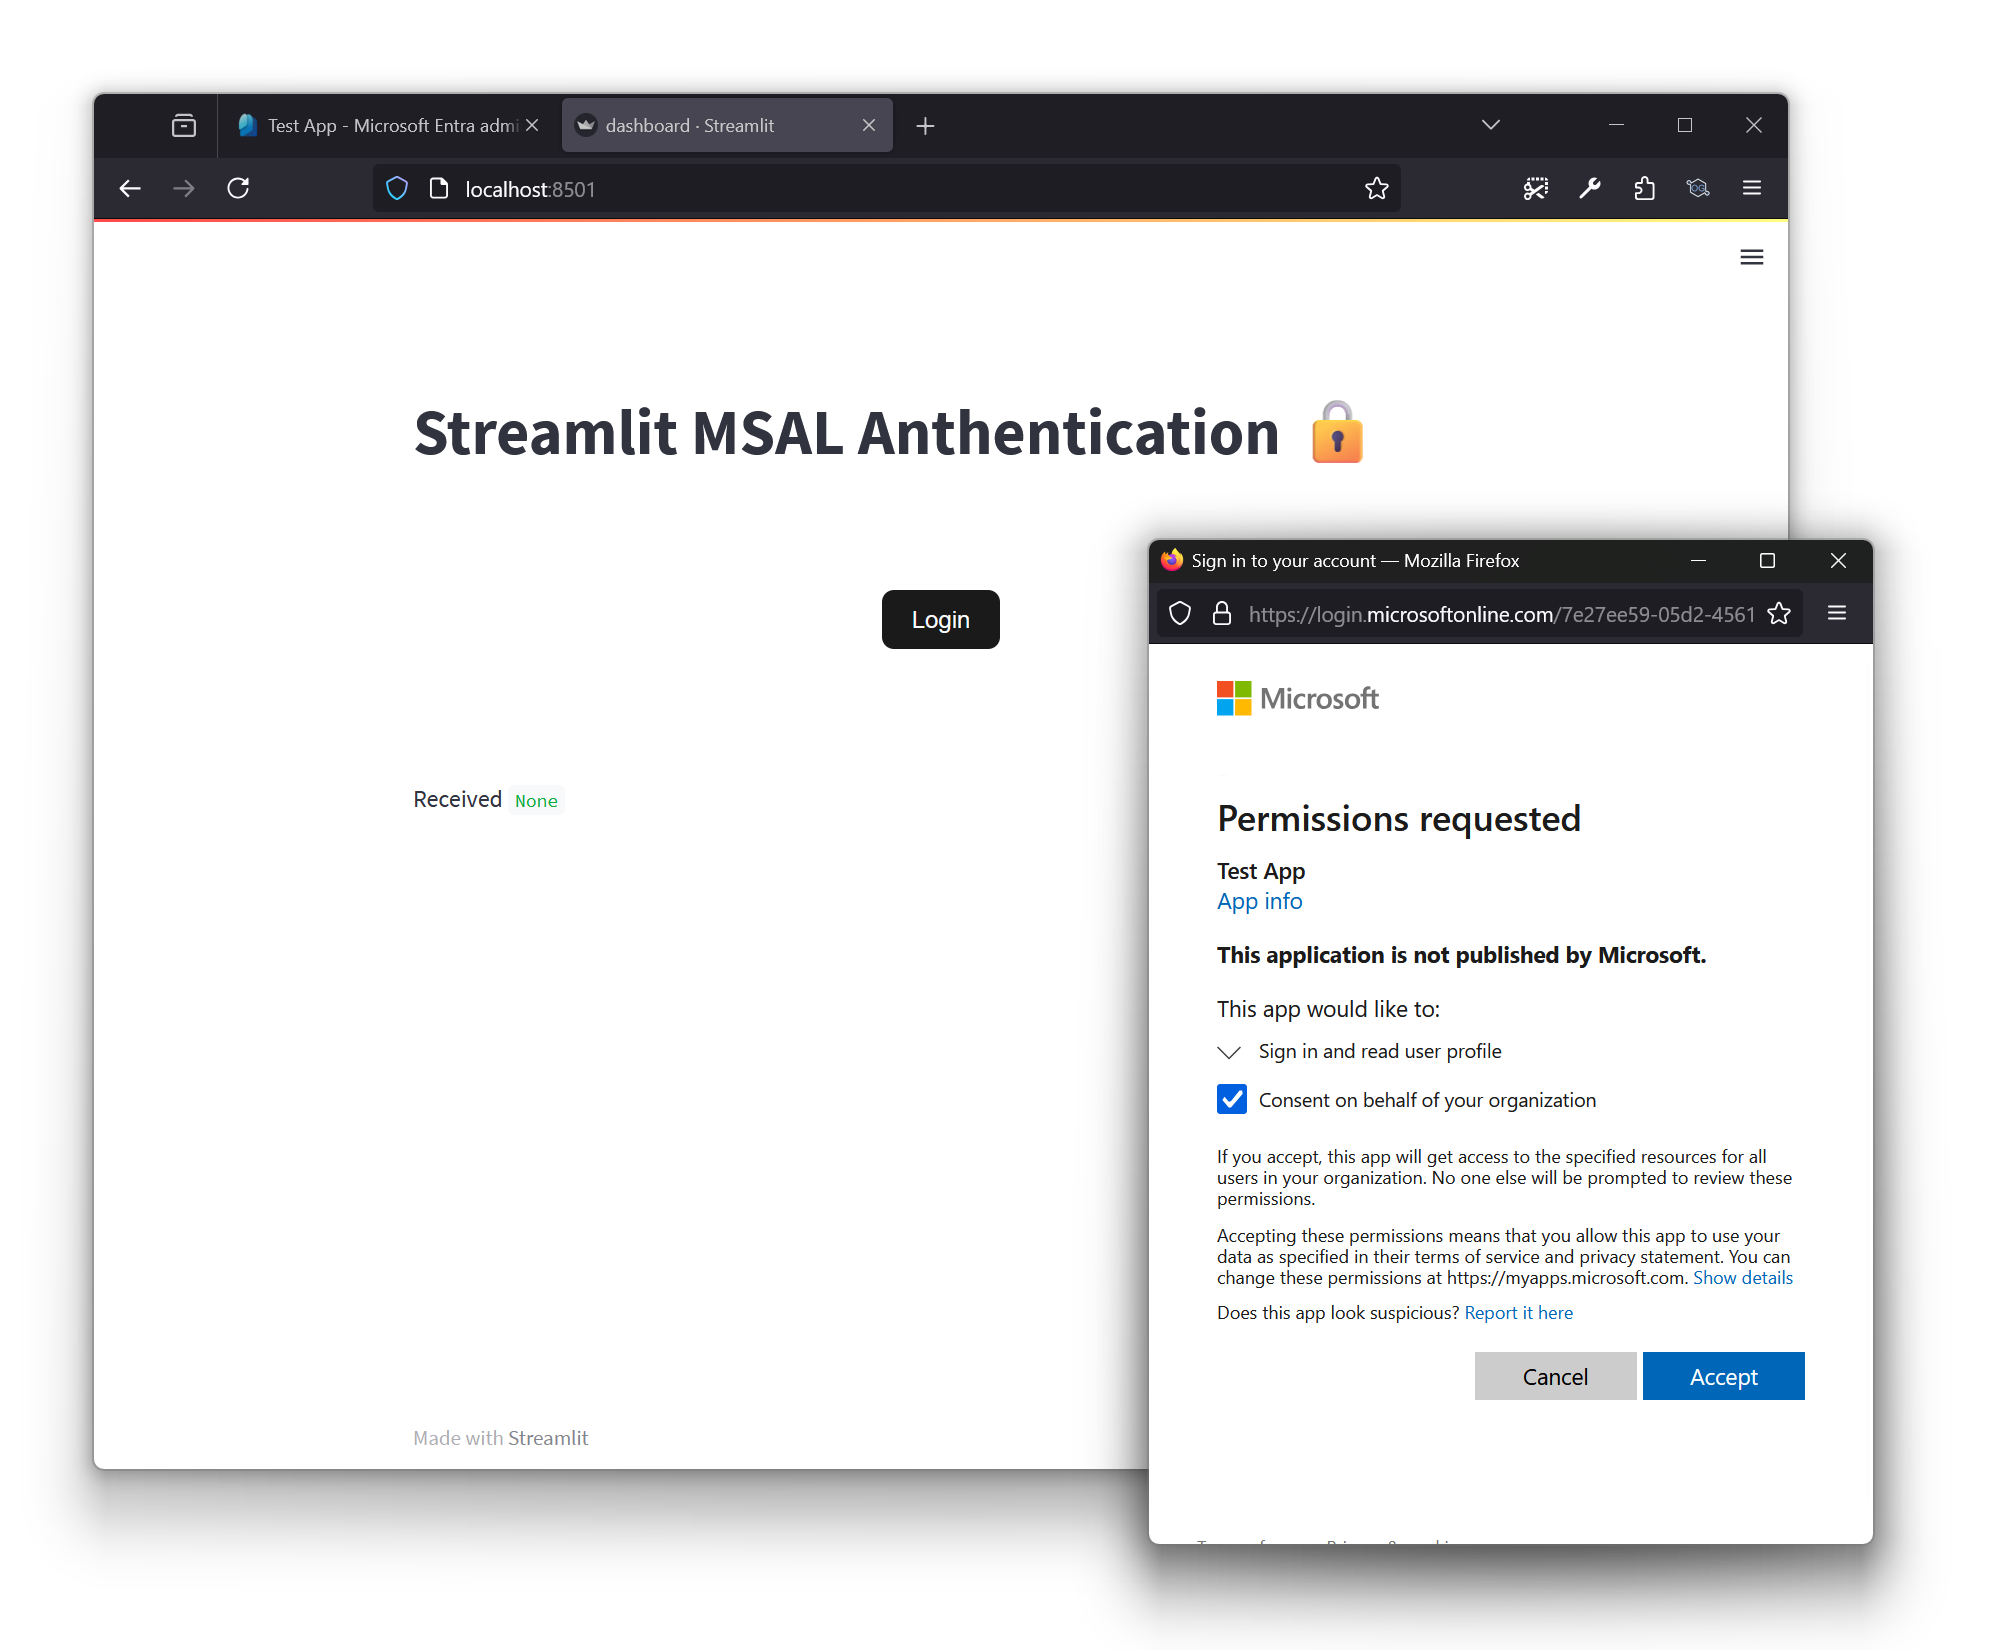 Test App - Microsoft Entra admi
dashboard · Streamlit
localhost:8501
Streamlit MSAL Anthentication 🔒
Login
Received None
Made with Streamlit
Sign in to your account — Mozilla Firefox
https://login.microsoftonline.com/7e27ee59-05d2-4561
Microsoft
Permissions requested
Test App
App info
This application is not published by Microsoft.
This app would like to:
Sign in and read user profile
Consent on behalf of your organization
If you accept, this app will get access to the specified resources for all
users in your organization. No one else will be prompted to review these
permissions.
Accepting these permissions means that you allow this app to use your
data as specified in their terms of service and privacy statement. You can
change these permissions at https://myapps.microsoft.com. Show details
Does this app look suspicious? Report it here
Cancel
Accept